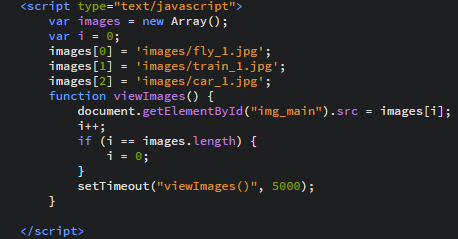 <script type="text/javascript">
    var images = new Array();
    var i = 0;
    images[0] = 'images/fly_1.jpg';
    images[1] = 'images/train_1.jpg';
    images[2] = 'images/car_1.jpg';
    function viewImages() {
        document.getElementById("img_main").src = images[i];
        i++;
        if (i == images.length) {
            i = 0;
        }
        setTimeout("viewImages()", 5000);
    }

</script>